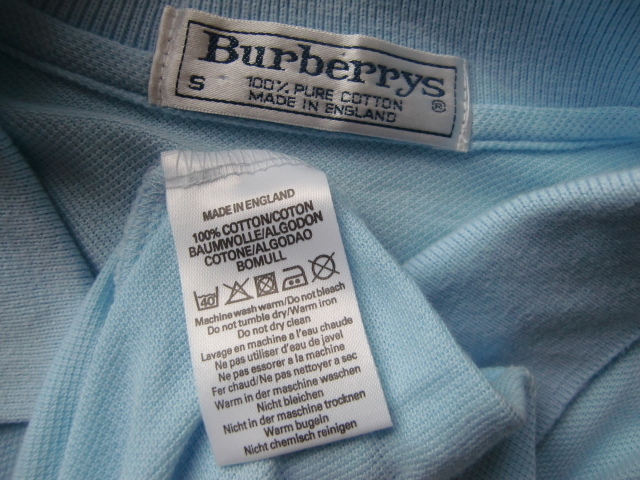 Burberrys
S 100% PURE COTTON
MADE IN ENGLAND ®
MADE IN ENGLAND
100% COTTON/COTON
BAUMWOLLE/ALGODON
COTONE/ALGODAO
BOMULL
40°
Machine wash warm/Do not bleach
Do not tumble dry/Warm iron
Do not dry clean
Lavage en machine a l'eau chaude
Ne pas utiliser d'eau de javel
Ne pas essorer a la machine
Fer chaud/Ne pas nettoyer a sec
Warm in der maschine waschen
Nicht bleichen
Nicht in der maschine trocknen
Warm bugeln
Nicht chemisch reinigen